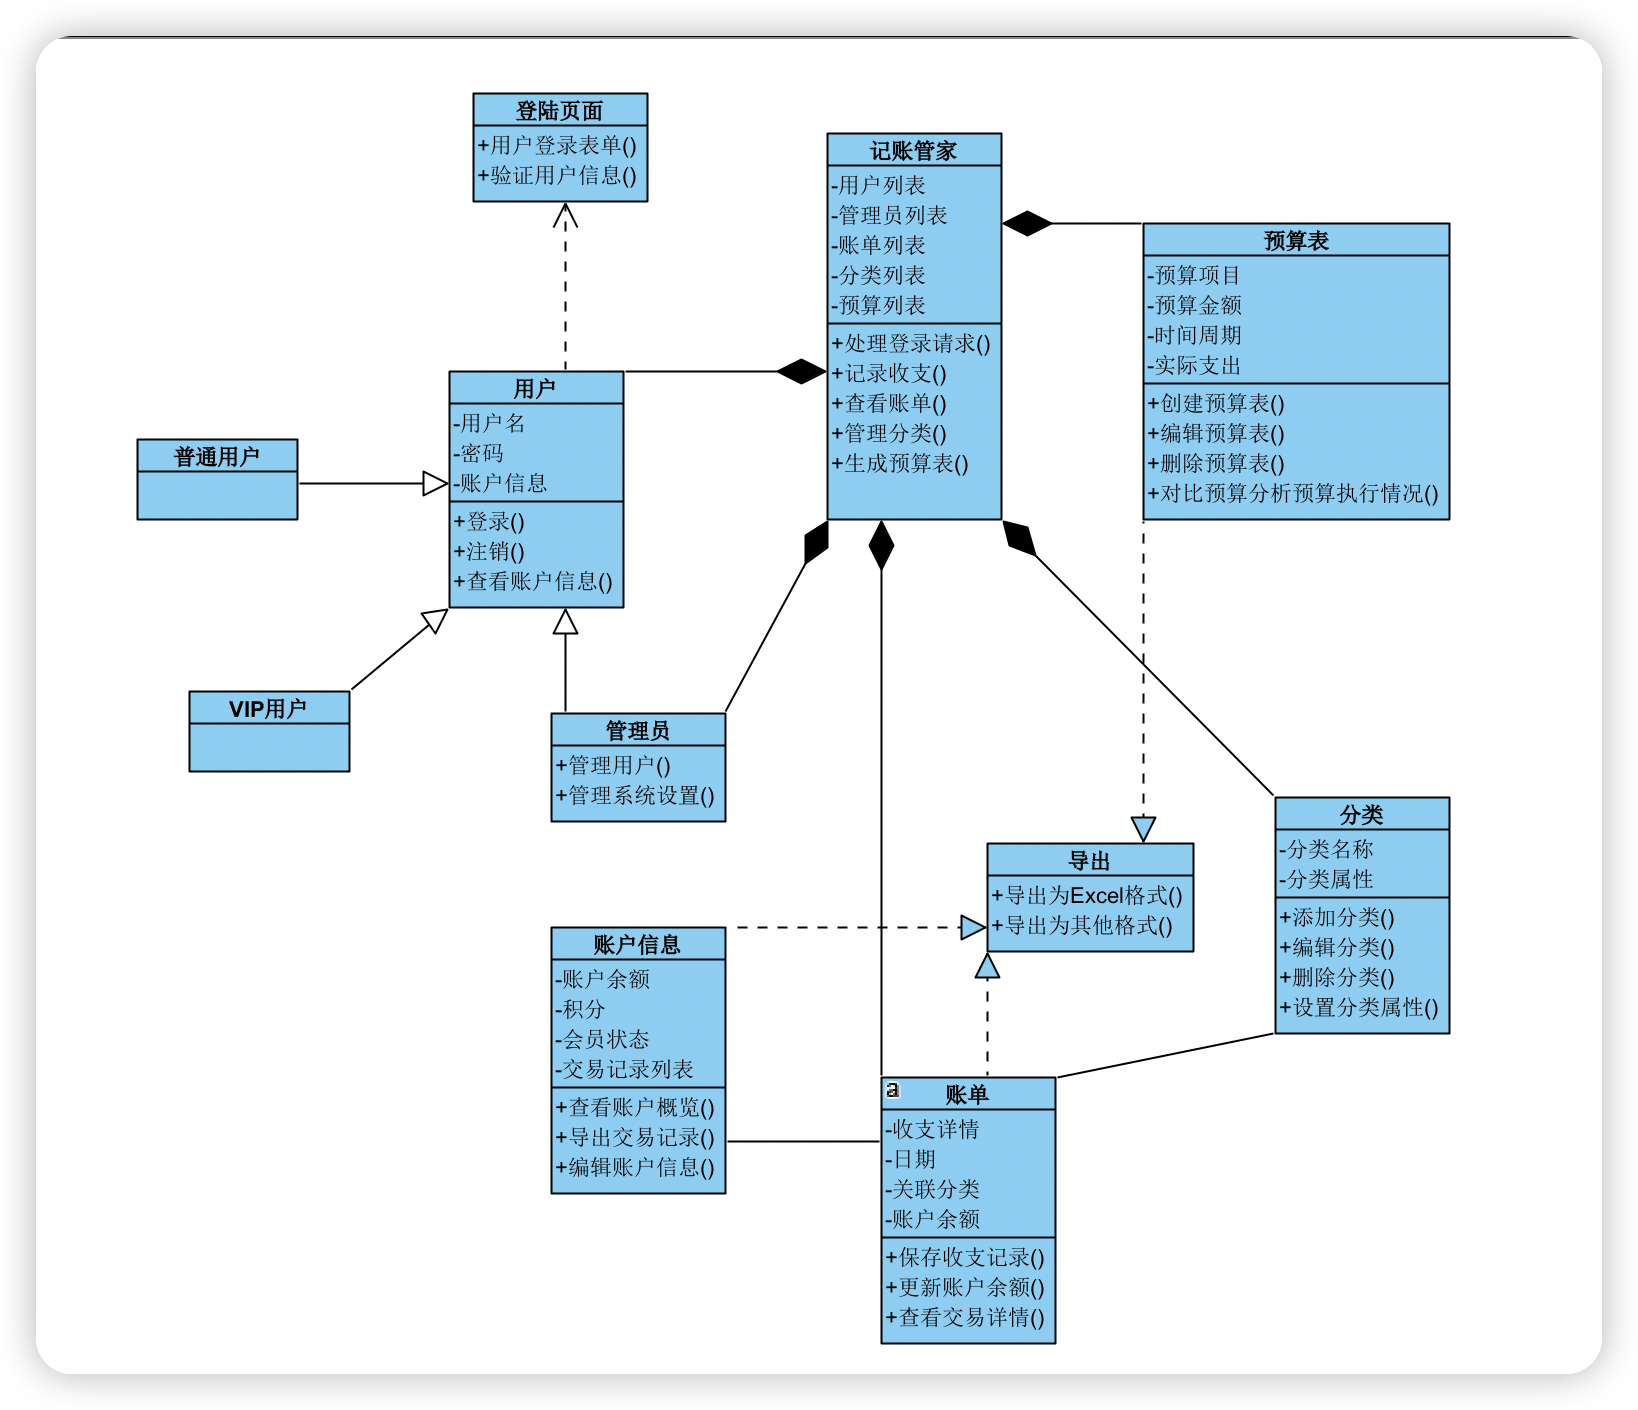 登陆页面
+用户登录表单()
+验证用户信息()
记账管家
-用户列表
-管理员列表
-账单列表
-分类列表
-预算列表
+处理登录请求()
+记录收支()
+查看账单()
+管理分类()
+生成预算表()
预算表
-预算项目
-预算金额
-时间周期
-实际支出
+创建预算表()
+编辑预算表()
+删除预算表()
+对比预算分析预算执行情况()
用户
-用户名
-密码
-账户信息
+登录()
+注销()
+查看账户信息()
普通用户
VIP用户
管理员
+管理用户()
+管理系统设置()
分类
-分类名称
-分类属性
+添加分类()
+编辑分类()
+删除分类()
+设置分类属性()
导出
+导出为Excel格式()
+导出为其他格式()
账户信息
-账户余额
-积分
-会员状态
-交易记录列表
+查看账户概览()
+导出交易记录()
+编辑账户信息()
a
账单
-收支详情
-日期
-关联分类
-账户余额
+保存收支记录()
+更新账户余额()
+查看交易详情()